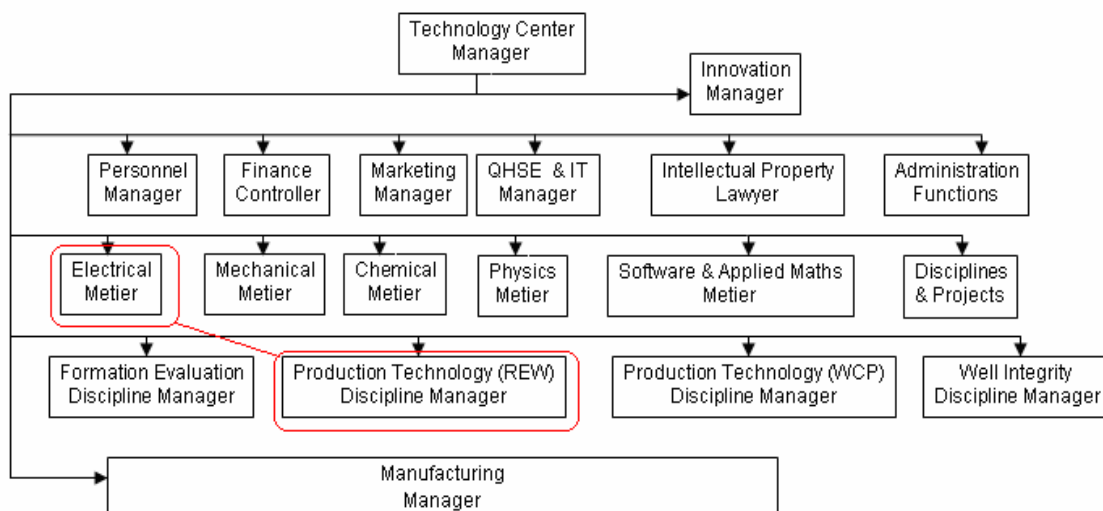 Technology Center
Manager
Innovation
Manager
Personnel
Manager
Finance
Controller
Marketing
Manager
QHSE & IT
Manager
Intellectual Property
Lawyer
Administration
Functions
Electrical
Metier
Mechanical
Metier
Chemical
Metier
Physics
Metier
Software & Applied Maths
Metier
Disciplines
& Projects
Formation Evaluation
Discipline Manager
Production Technology (REW)
Discipline Manager
Production Technology (WCP)
Discipline Manager
Well Integrity
Discipline Manager
Manufacturing
Manager